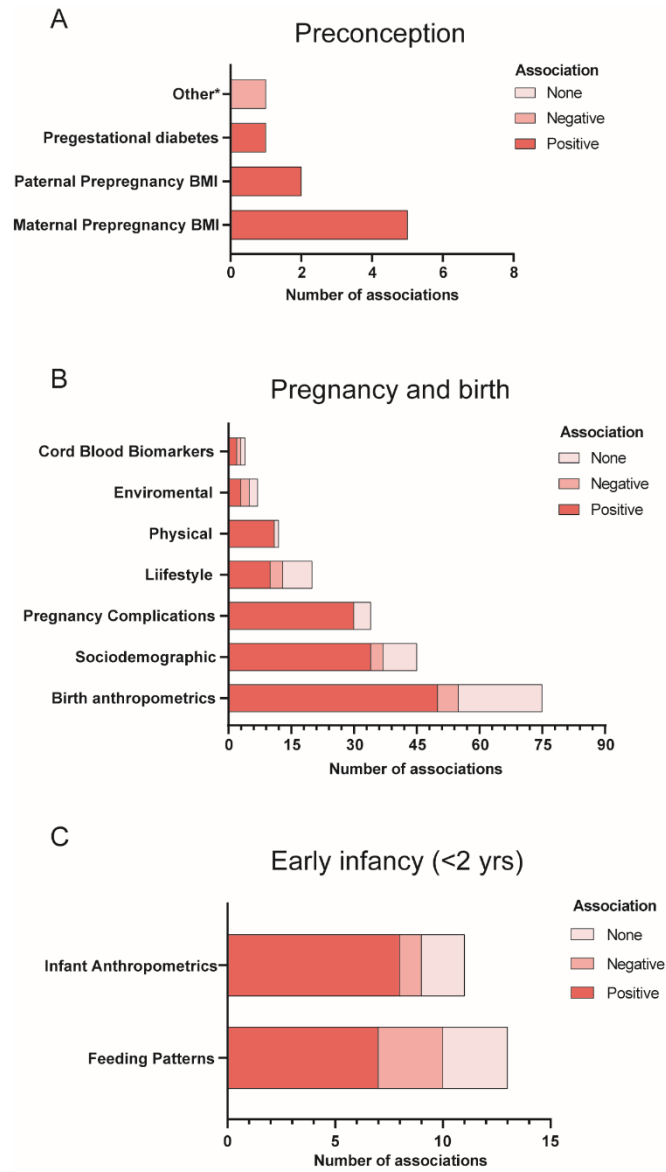 A
Preconception
Association
None
Negative
Positive
Other*
Pregestional diabetes
Paternal Prepregnancy BMI
Maternal Prepregnancy BMI
0 2 4 6 8
Number of associations
B
Pregnancy and birth
Association
None
Negative
Positive
Cord Blood Biomarkers
Enviromental
Physical
Liifestyle
Pregnancy Complications
Sociodemographic
Birth anthropometrics
0 15 30 45 60 75 90
Number of associations
C
Early infancy (<2 yrs)
Association
None
Negative
Positive
Infant Anthropometrics
Feeding Patterns
0 5 10 15
Number of associations